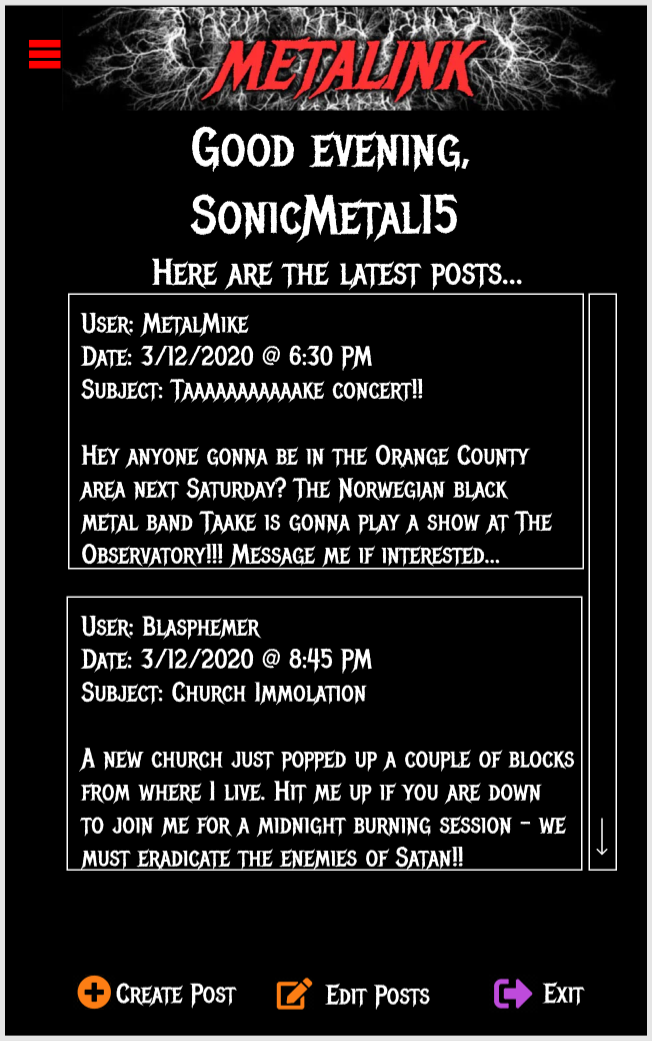 METALINK
Good evening,
SonicMetal15
Here are the latest posts...
User: MetalMike
Date: 3/12/2020 @ 6:30 PM
Subject: Taaaaaaaaaaake concert!!
Hey anyone gonna be in the Orange County
area next Saturday? The Norwegian black
metal band Taake is gonna play a show at The
Observatory!!! Message me if interested...
User: Blasphemer
Date: 3/12/2020 @ 8:45 PM
Subject: Church Immolation
A new church just popped up a couple of blocks
from where I live. Hit me up if you are down
to join me for a midnight burning session - we
must eradicate the enemies of Satan!!
Create Post Edit Posts Exit